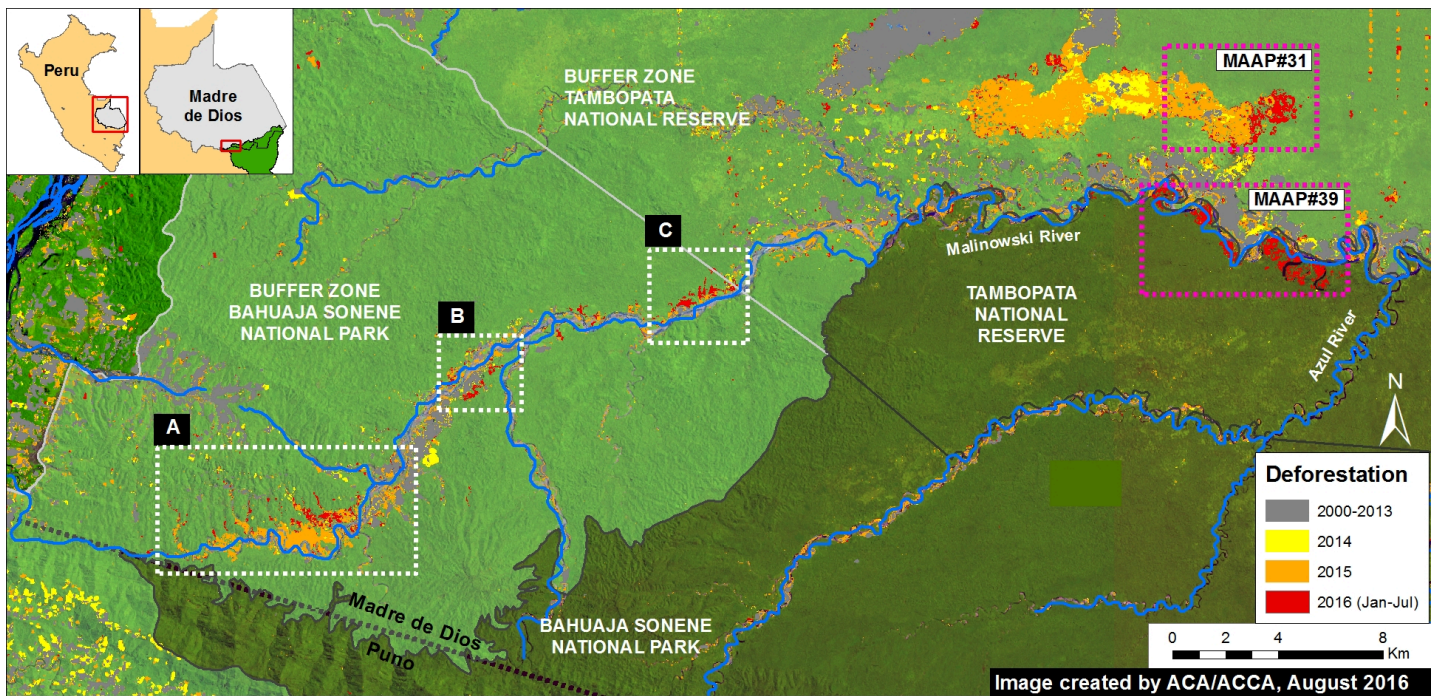 Peru
Madre
de Dios
BUFFER ZONE
TAMBOPATA
NATIONAL RESERVE
MAAP#31
MAAP#39
C
Malinowski River
BUFFER ZONE
BAHUAJA SONENE
NATIONAL PARK
TAMBOPATA
NATIONAL
RESERVE
B
Azul River
A
N
Deforestation
2000-2013
2014
2015
2016 (Jan-Jul)
Madre de Dios
Puno
BAHUAJA SONENE
NATIONAL PARK
0 2 4 8
Km
Image created by ACA/ACCA, August 2016